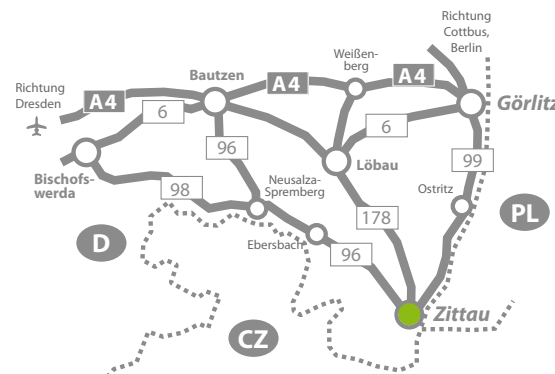 Richtung
Cottbus,
Berlin
Weißen-
berg
Bautzen
A4
A4
Richtung
Dresden
A4
Görlitz
6
6
96
Löbau
99
Bischofs-
werda
Neusalza-
Spremberg
98
Ostritz
178
PL
D
Ebersbach
96
Zittau
CZ